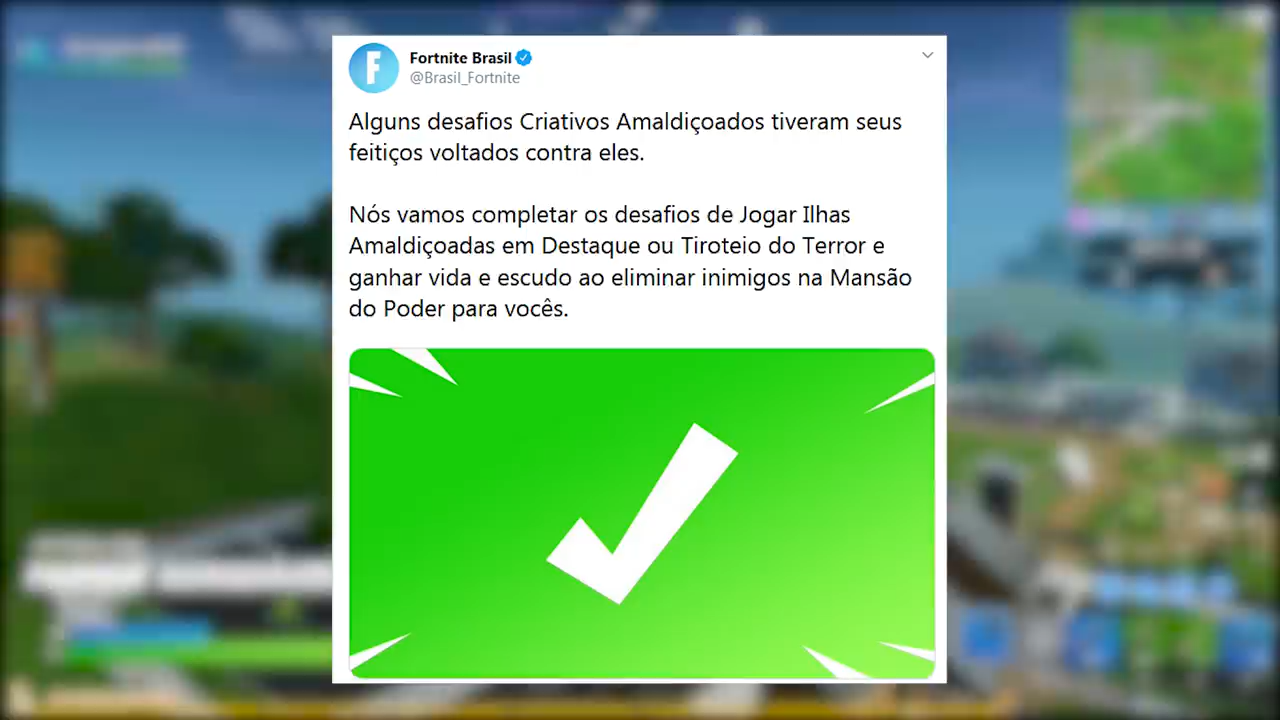 Fortnite Brasil
@Brasil_Fortnite
Alguns desafios Criativos Amaldiçoados tiveram seus
feitiços voltados contra eles.
Nós vamos completar os desafios de Jogar Ilhas
Amaldiçoadas em Destaque ou Tiroteio do Terror e
ganhar vida e escudo ao eliminar inimigos na Mansão
do Poder para vocês.